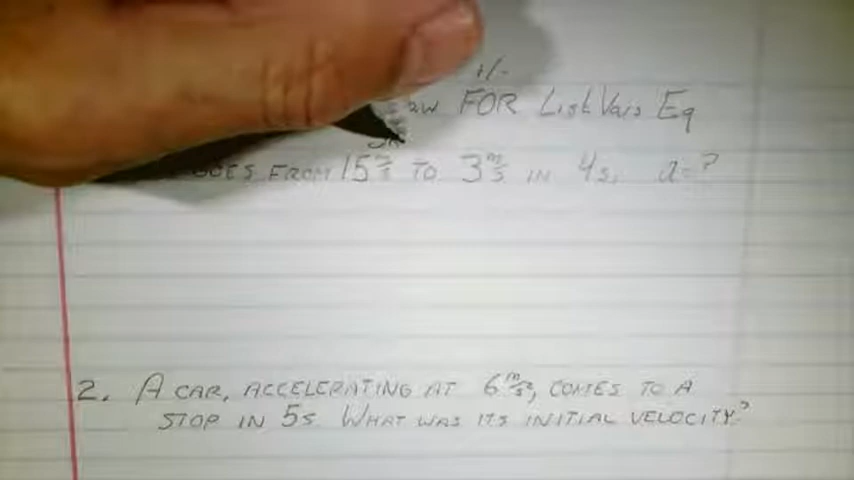 +/-
FOR List Vars Eq
GOES FROM 15 m/s TO 3 m/s IN 4s. a=?
2. A CAR, ACCELERATING AT 6 m/s², COMES TO A
STOP IN 5s WHAT WAS ITS INITIAL VELOCITY?